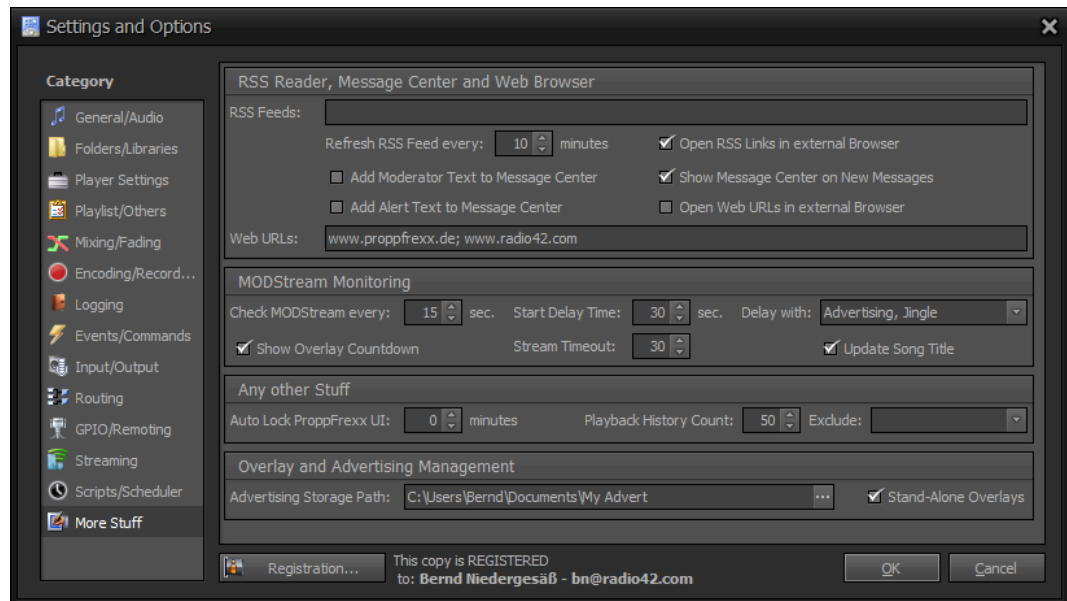 Settings and Options
Category
General/Audio
Folders/Libraries
Player Settings
Playlist/Others
Mixing/Fading
Encoding/Record...
Logging
Events/Commands
Input/Output
Routing
GPIO/Remoting
Streaming
Scripts/Scheduler
More Stuff
RSS Reader, Message Center and Web Browser
RSS Feeds:
Refresh RSS Feed every: 10 minutes Open RSS Links in external Browser
Add Moderator Text to Message Center Show Message Center on New Messages
Add Alert Text to Message Center Open Web URLs in external Browser
Web URLs: www.proppfrexx.de; www.radio42.com
MODStream Monitoring
Check MODStream every: 15 sec. Start Delay Time: 30 sec. Delay with: Advertising, Jingle
Show Overlay Countdown Stream Timeout: 30 Update Song Title
Any other Stuff
Auto Lock ProppFrexx UI: 0 minutes Playback History Count: 50 Exclude:
Overlay and Advertising Management
Advertising Storage Path: C:\Users\Bernd\Documents\My Advert ... Stand-Alone Overlays
Registration... This copy is REGISTERED
to: Bernd Niedergesäß - bn@radio42.com
OK Cancel